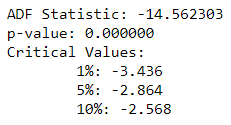 ADF Statistic: -14.562303
p-value: 0.000000
Critical Values:
1%: -3.436
5%: -2.864
10%: -2.568